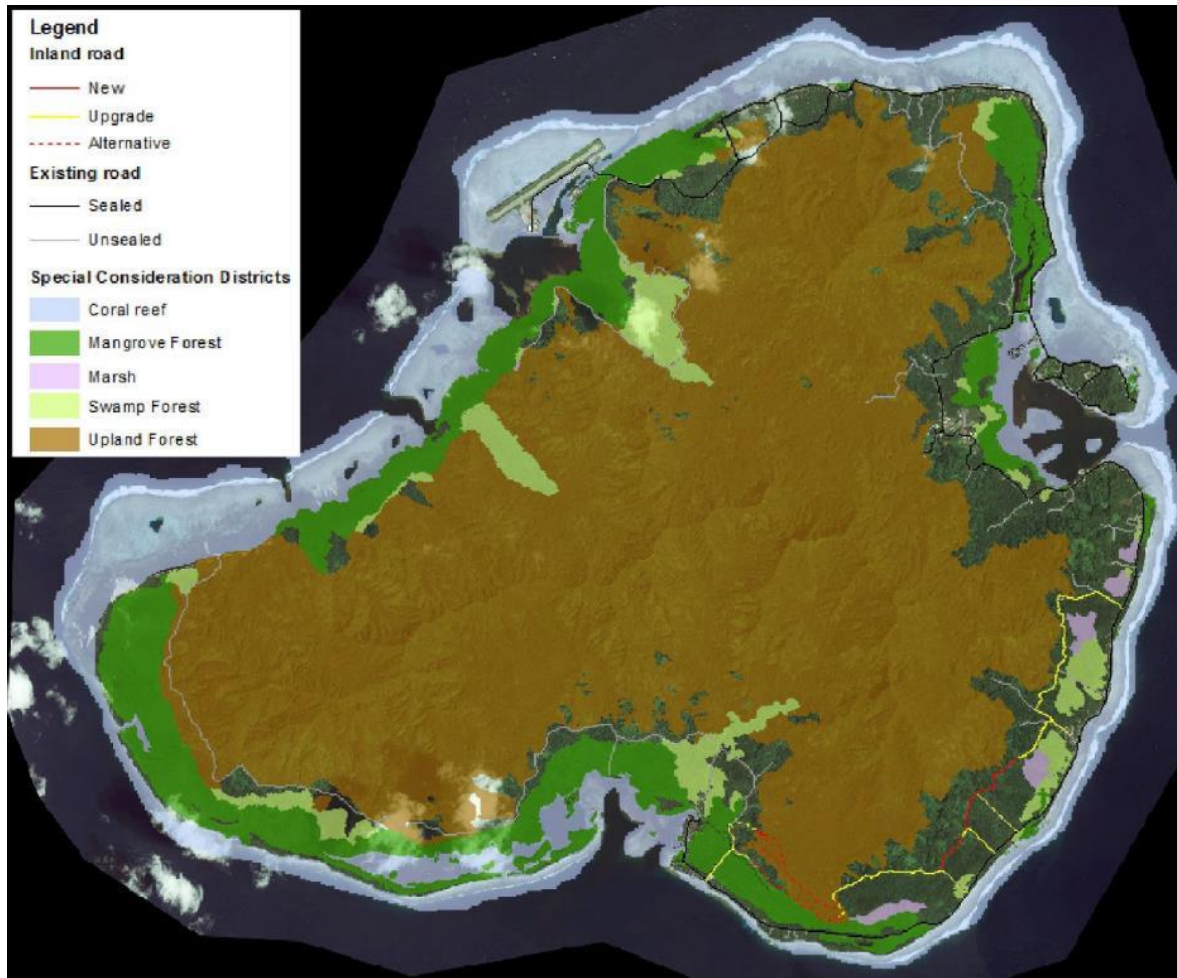 Legend
Inland road
New
Upgrade
Alternative
Existing road
Sealed
Unsealed
Special Consideration Districts
Coral reef
Mangrove Forest
Marsh
Swamp Forest
Upland Forest